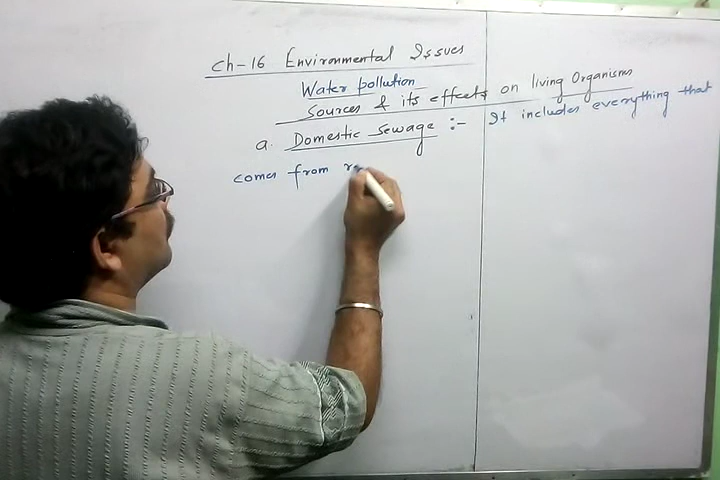 Ch-16 Environmental Issues
Water pollution
Sources & its effects on living Organisms
a. Domestic sewage :- It includes everything that
comes from re